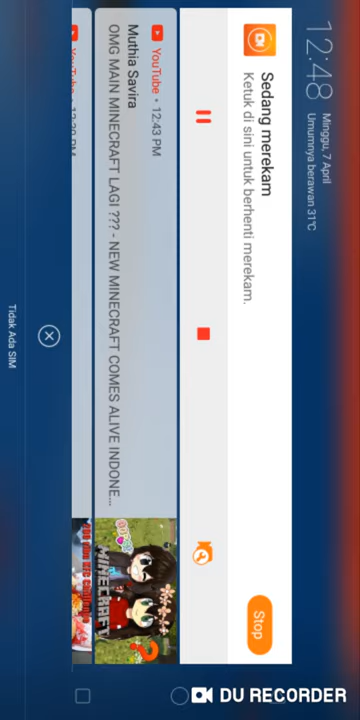 12:48
Minggu, 7 April
Umumnya berawan 31°C
Sedang merekam
Ketuk di sini untuk berhenti merekam.
Stop
YouTube • 12:43 PM
Muthia Savira
OMG MAIN MINECRAFT LAGI ??? - NEW MINECRAFT COMES ALIVE INDONE...
MINECRAFT
?
YouTube
Tidak Ada SIM
DU RECORDER